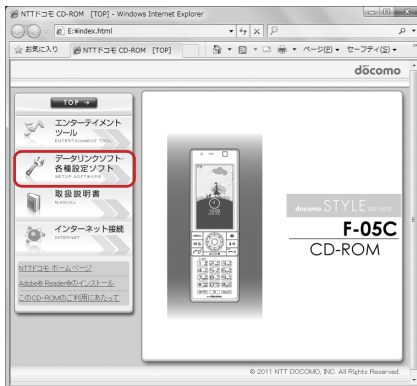 NTTドコモ CD-ROM [TOP] - Windows Internet Explorer
E:¥index.html
お気に入り
NTTドコモ CD-ROM [TOP]
ページ(P)
セーフティ(S)
döcomo
TOP →
エンターテイメント
ツール
ENTERTAINMENT TOOL
データリンクソフト・
各種設定ソフト
SETUP SOFTWARE
取扱説明書
MANUAL
インターネット接続
INTERNET
NTTドコモ ホームページ
Adobe® Reader®のインストール
このCD-ROMのご利用にあたって
docomo STYLE series
F-05C
CD-ROM
© 2011 NTT DOCOMO, INC. All Rights Reserved.